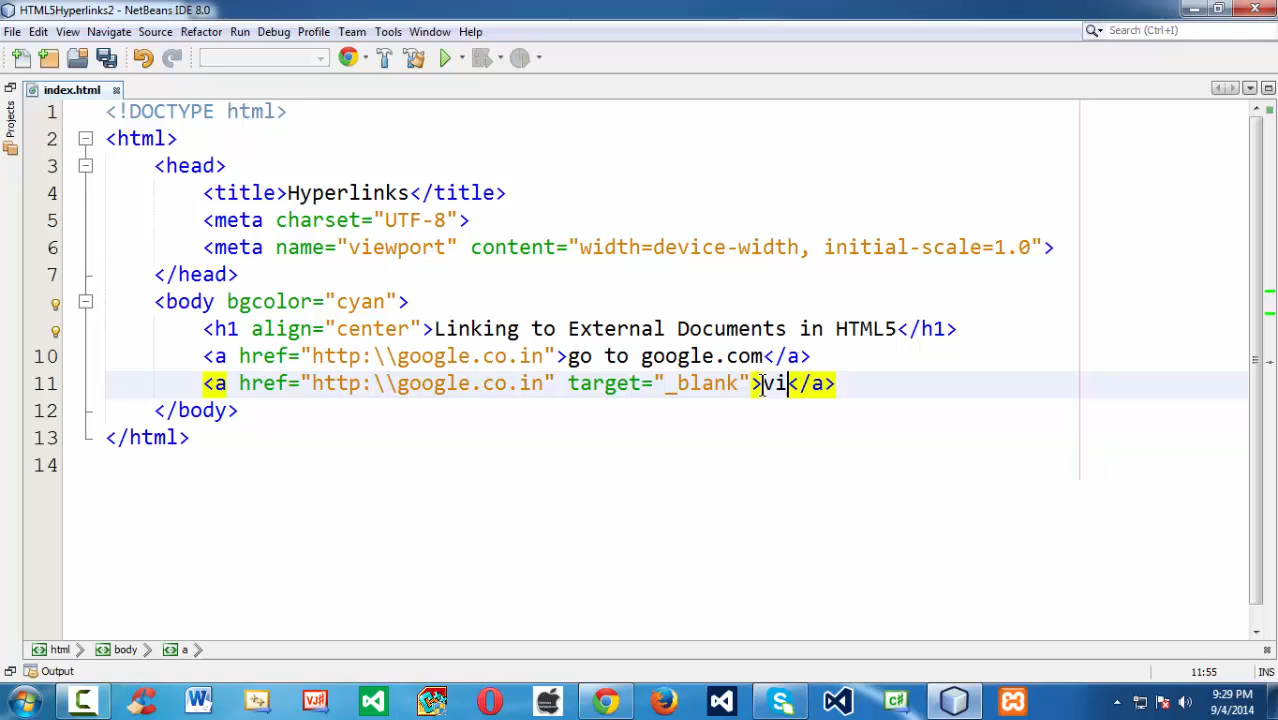 HTML5Hyperlinks2 - NetBeans IDE 8.0
File Edit View Navigate Source Refactor Run Debug Profile Team Tools Window Help
Search (Ctrl+I)
index.html
Projects
1 <!DOCTYPE html>
2 <html>
3 <head>
4 <title>Hyperlinks</title>
5 <meta charset="UTF-8">
6 <meta name="viewport" content="width=device-width, initial-scale=1.0">
7 </head>
<body bgcolor="cyan">
<h1 align="center">Linking to External Documents in HTML5</h1>
10 <a href="http:\\google.co.in">go to google.com</a>
11 <a href="http:\\google.co.in" target="_blank">vi</a>
12 </body>
13 </html>
14
html body a
Output
11:55 INS
9:29 PM
9/4/2014